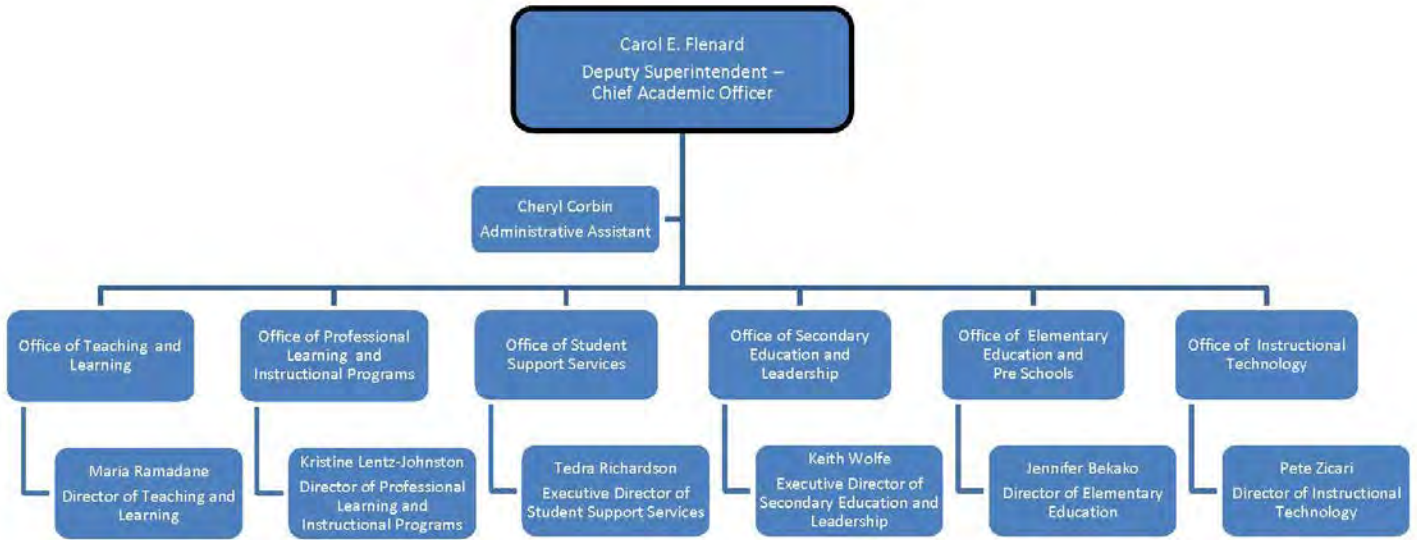 Carol E. Flenard
Deputy Superintendent –
Chief Academic Officer
Cheryl Corbin
Administrative Assistant
Office of Teaching and
Learning
Office of Professional
Learning and
Instructional Programs
Office of Student
Support Services
Office of Secondary
Education and
Leadership
Office of Elementary
Education and
Pre Schools
Office of Instructional
Technology
Maria Ramadane
Director of Teaching and
Learning
Kristine Lentz-Johnston
Director of Professional
Learning and
Instructional Programs
Tedra Richardson
Executive Director of
Student Support Services
Keith Wolfe
Executive Director of
Secondary Education and
Leadership
Jennifer Bekako
Director of Elementary
Education
Pete Zicari
Director of Instructional
Technology